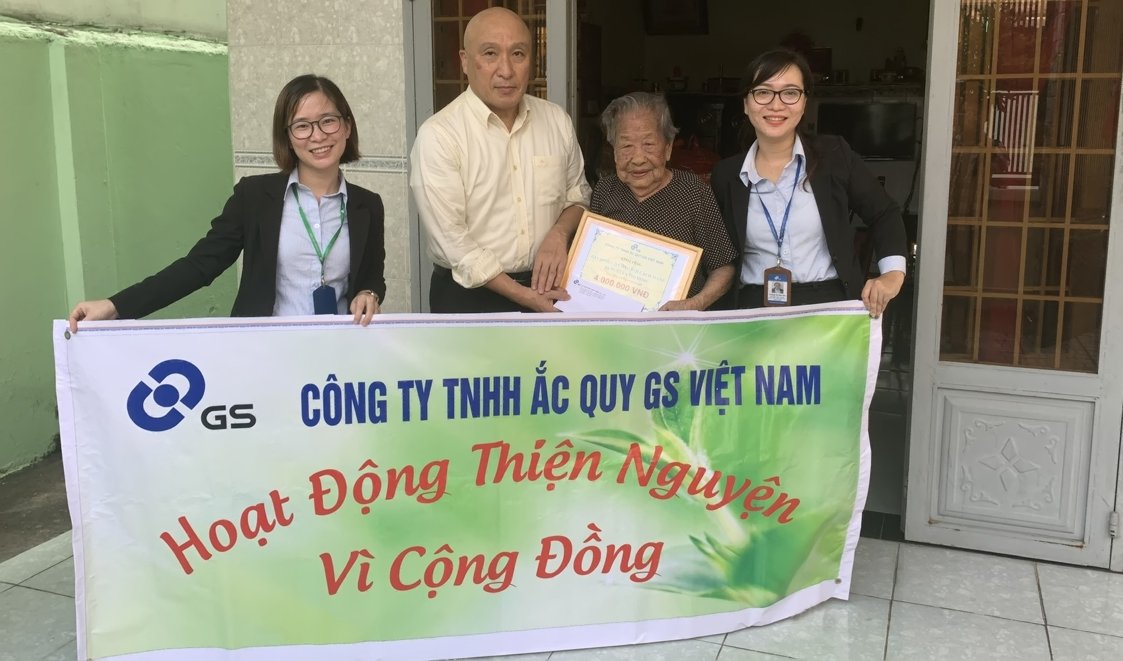 4.000.000 VNĐ
GS
CÔNG TY TNHH ẮC QUY GS VIỆT NAM
Hoạt Động Thiện Nguyện
Vì Cộng Đồng